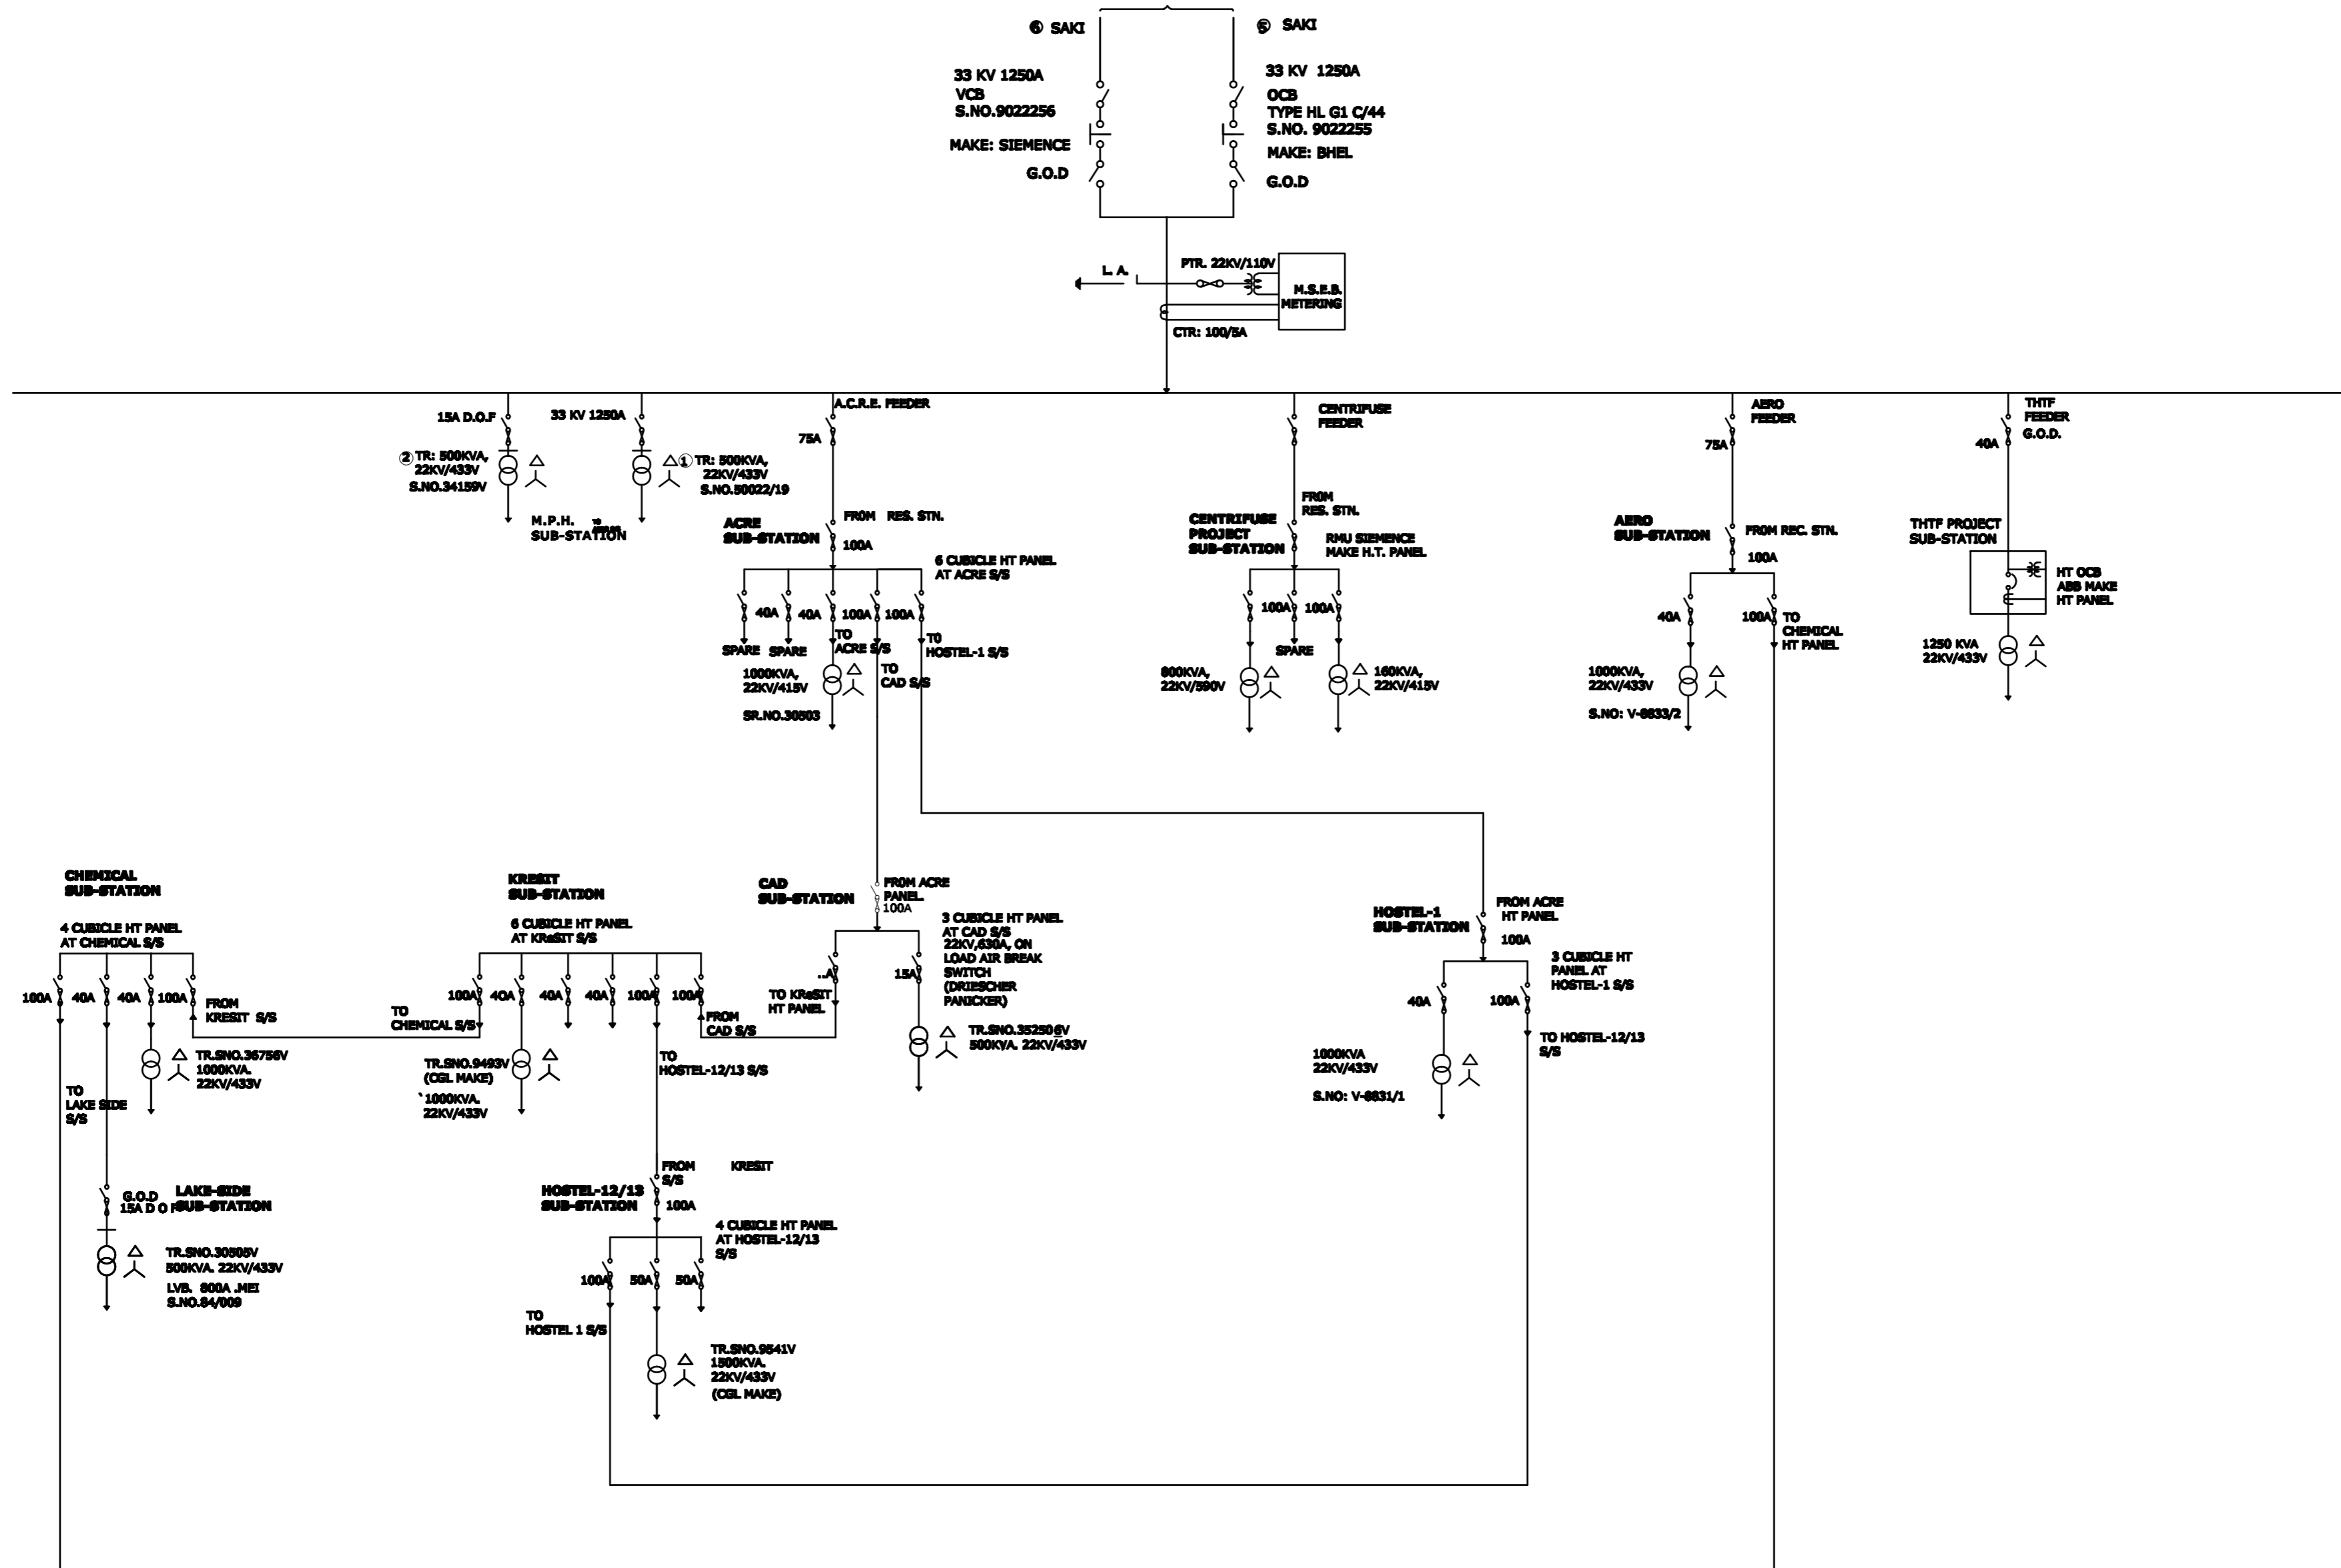 ⑥ SAKI
⑤ SAKI
33 KV 1250A
VCB
S.NO.9022256
MAKE: SIEMENCE
G.O.D
33 KV 1250A
OCB
TYPE HL G1 C/44
S.NO. 9022255
MAKE: BHEL
G.O.D
L. A.
PTR. 22KV/110V
M.S.E.B.
METERING
CTR: 100/5A
15A D.O.F
② TR: 500KVA,
22KV/433V
S.NO.34159V
33 KV 1250A
① TR: 500KVA,
22KV/433V
S.NO.50022/19
M.P.H.
SUB-STATION
A.C.R.E. FEEDER
75A
ACRE
SUB-STATION
FROM RES. STN.
100A
6 CUBICLE HT PANEL
AT ACRE S/S
40A
40A
100A
100A
SPARE
SPARE
TO
ACRE S/S
TO
CAD S/S
TO
HOSTEL-1 S/S
1000KVA,
22KV/415V
SR.NO.30503
CENTRIFUSE
FEEDER
FROM
RES. STN.
CENTRIFUSE
PROJECT
SUB-STATION
RMU SIEMENCE
MAKE H.T. PANEL
100A
100A
SPARE
800KVA,
22KV/590V
160KVA,
22KV/415V
AERO
FEEDER
75A
AERO
SUB-STATION
FROM REC. STN.
100A
40A
100A
TO
CHEMICAL
HT PANEL
1000KVA,
22KV/433V
S.NO: V-8833/2
THTF
FEEDER
G.O.D.
40A
THTF PROJECT
SUB-STATION
HT OCB
ABB MAKE
HT PANEL
1250 KVA
22KV/433V
CHEMICAL
SUB-STATION
4 CUBICLE HT PANEL
AT CHEMICAL S/S
100A
40A
40A
100A
FROM
KRESIT S/S
TR.SNO.36756V
1000KVA.
22KV/433V
TO
LAKE SIDE
S/S
G.O.D
15A D O F
LAKE-SIDE
SUB-STATION
TR.SNO.30505V
500KVA. 22KV/433V
LVB. 800A .MEI
S.NO.84/009
KRESIT
SUB-STATION
6 CUBICLE HT PANEL
AT KReSIT S/S
100A
40A
40A
40A
100A
100A
TO
CHEMICAL S/S
FROM
CAD S/S
TR.SNO.9493V
(CGL MAKE)
` 1000KVA.
22KV/433V
TO
HOSTEL-12/13 S/S
CAD
SUB-STATION
FROM ACRE
PANEL
100A
3 CUBICLE HT PANEL
AT CAD S/S
22KV,630A, ON
LOAD AIR BREAK
SWITCH
(DRIESCHER
PANICKER)
..A
15A
TO KReSIT
HT PANEL
TR.SNO.352506V
500KVA. 22KV/433V
FROM KRESIT
S/S
HOSTEL-12/13
SUB-STATION
100A
4 CUBICLE HT PANEL
AT HOSTEL-12/13
S/S
100A
50A
50A
TO
HOSTEL 1 S/S
TR.SNO.9541V
1500KVA.
22KV/433V
(CGL MAKE)
HOSTEL-1
SUB-STATION
FROM ACRE
HT PANEL
100A
3 CUBICLE HT
PANEL AT
HOSTEL-1 S/S
40A
100A
TO HOSTEL-12/13
S/S
1000KVA
22KV/433V
S.NO: V-8831/1